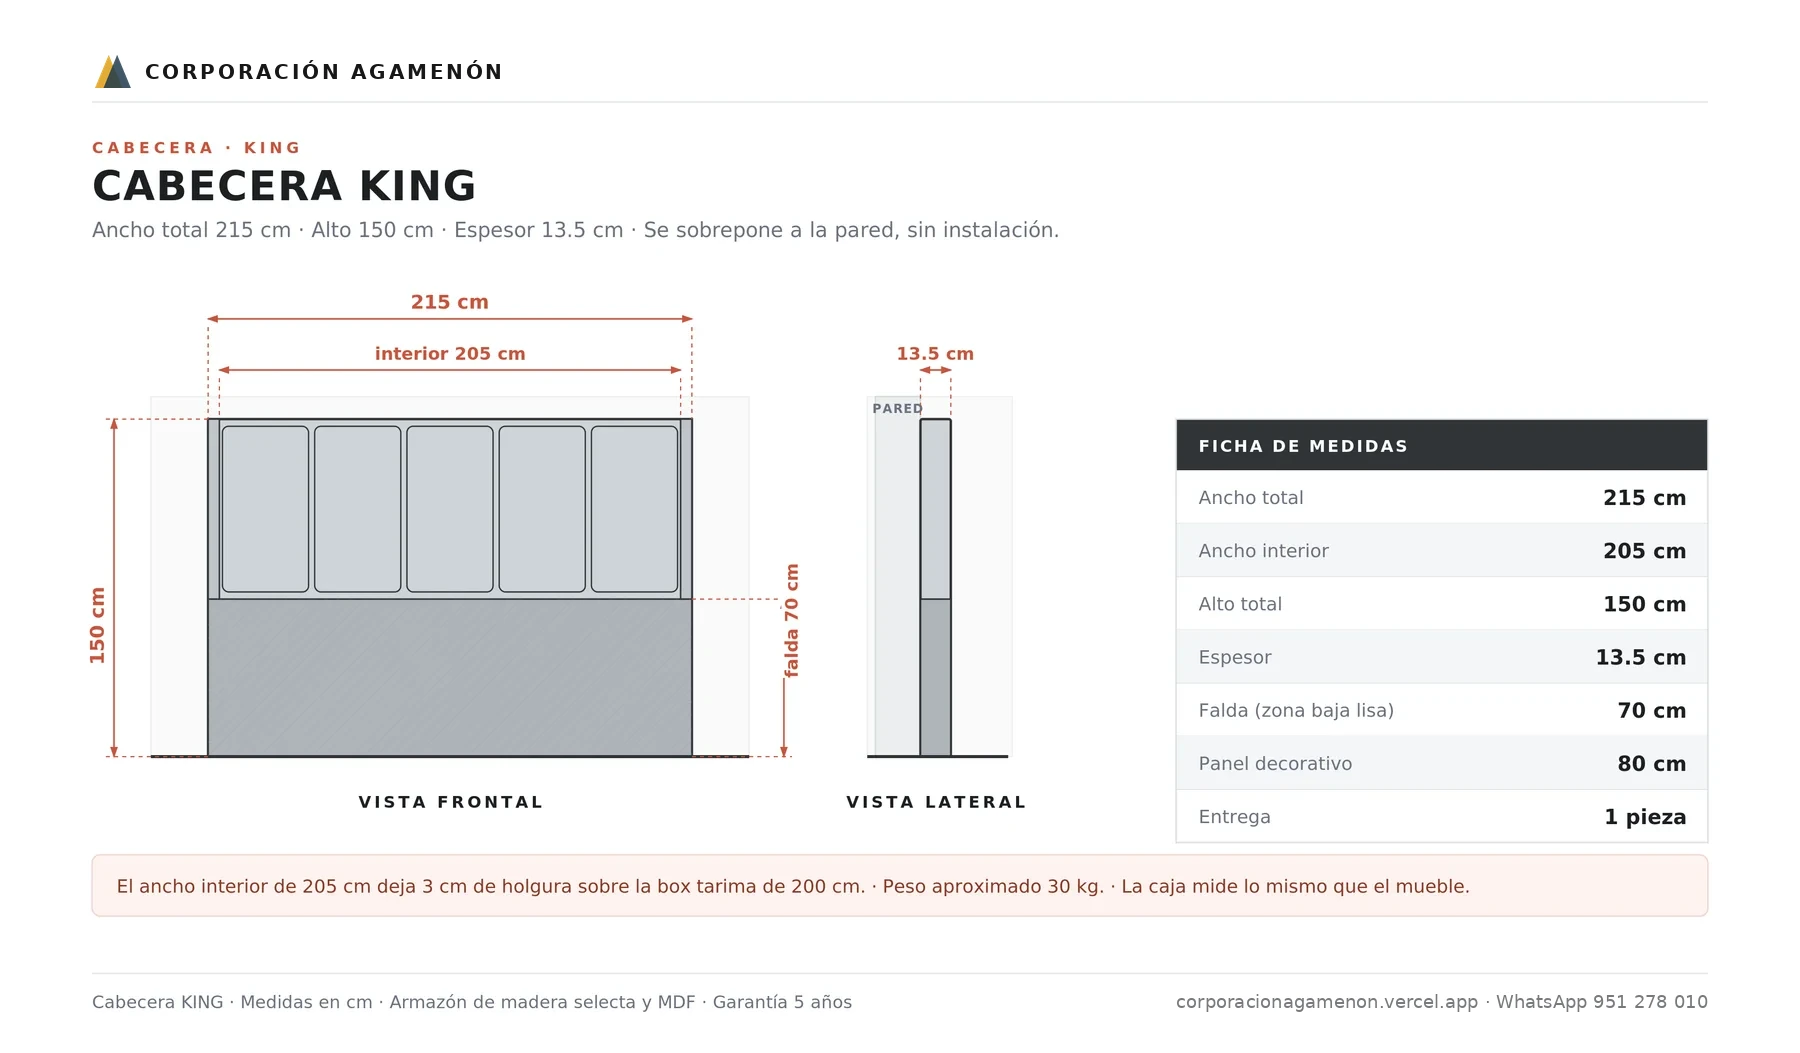 CORPORACIÓN AGAMENÓN
CABECERA · KING
CABECERA KING
Ancho total 215 cm · Alto 150 cm · Espesor 13.5 cm · Se sobrepone a la pared, sin instalación.
215 cm
interior 205 cm
150 cm
falda 70 cm
VISTA FRONTAL
13.5 cm
PARED
VISTA LATERAL
FICHA DE MEDIDAS
Ancho total 215 cm
Ancho interior 205 cm
Alto total 150 cm
Espesor 13.5 cm
Falda (zona baja lisa) 70 cm
Panel decorativo 80 cm
Entrega 1 pieza
El ancho interior de 205 cm deja 3 cm de holgura sobre la box tarima de 200 cm. · Peso aproximado 30 kg. · La caja mide lo mismo que el mueble.
Cabecera KING · Medidas en cm · Armazón de madera selecta y MDF · Garantía 5 años
corporacionagamenon.vercel.app · WhatsApp 951 278 010